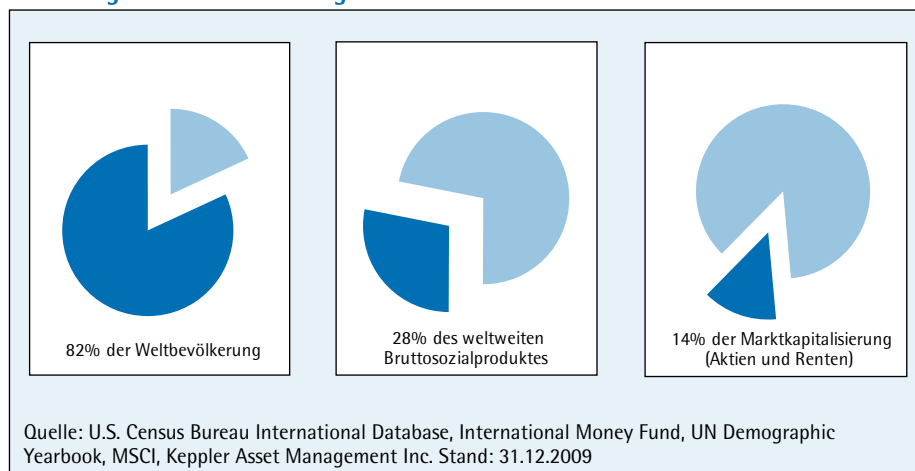 82% der Weltbevölkerung
28% des weltweiten
Bruttosozialproduktes
14% der Marktkapitalisierung
(Aktien und Renten)
Quelle: U.S. Census Bureau International Database, International Money Fund, UN Demographic
Yearbook, MSCI, Keppler Asset Management Inc. Stand: 31.12.2009